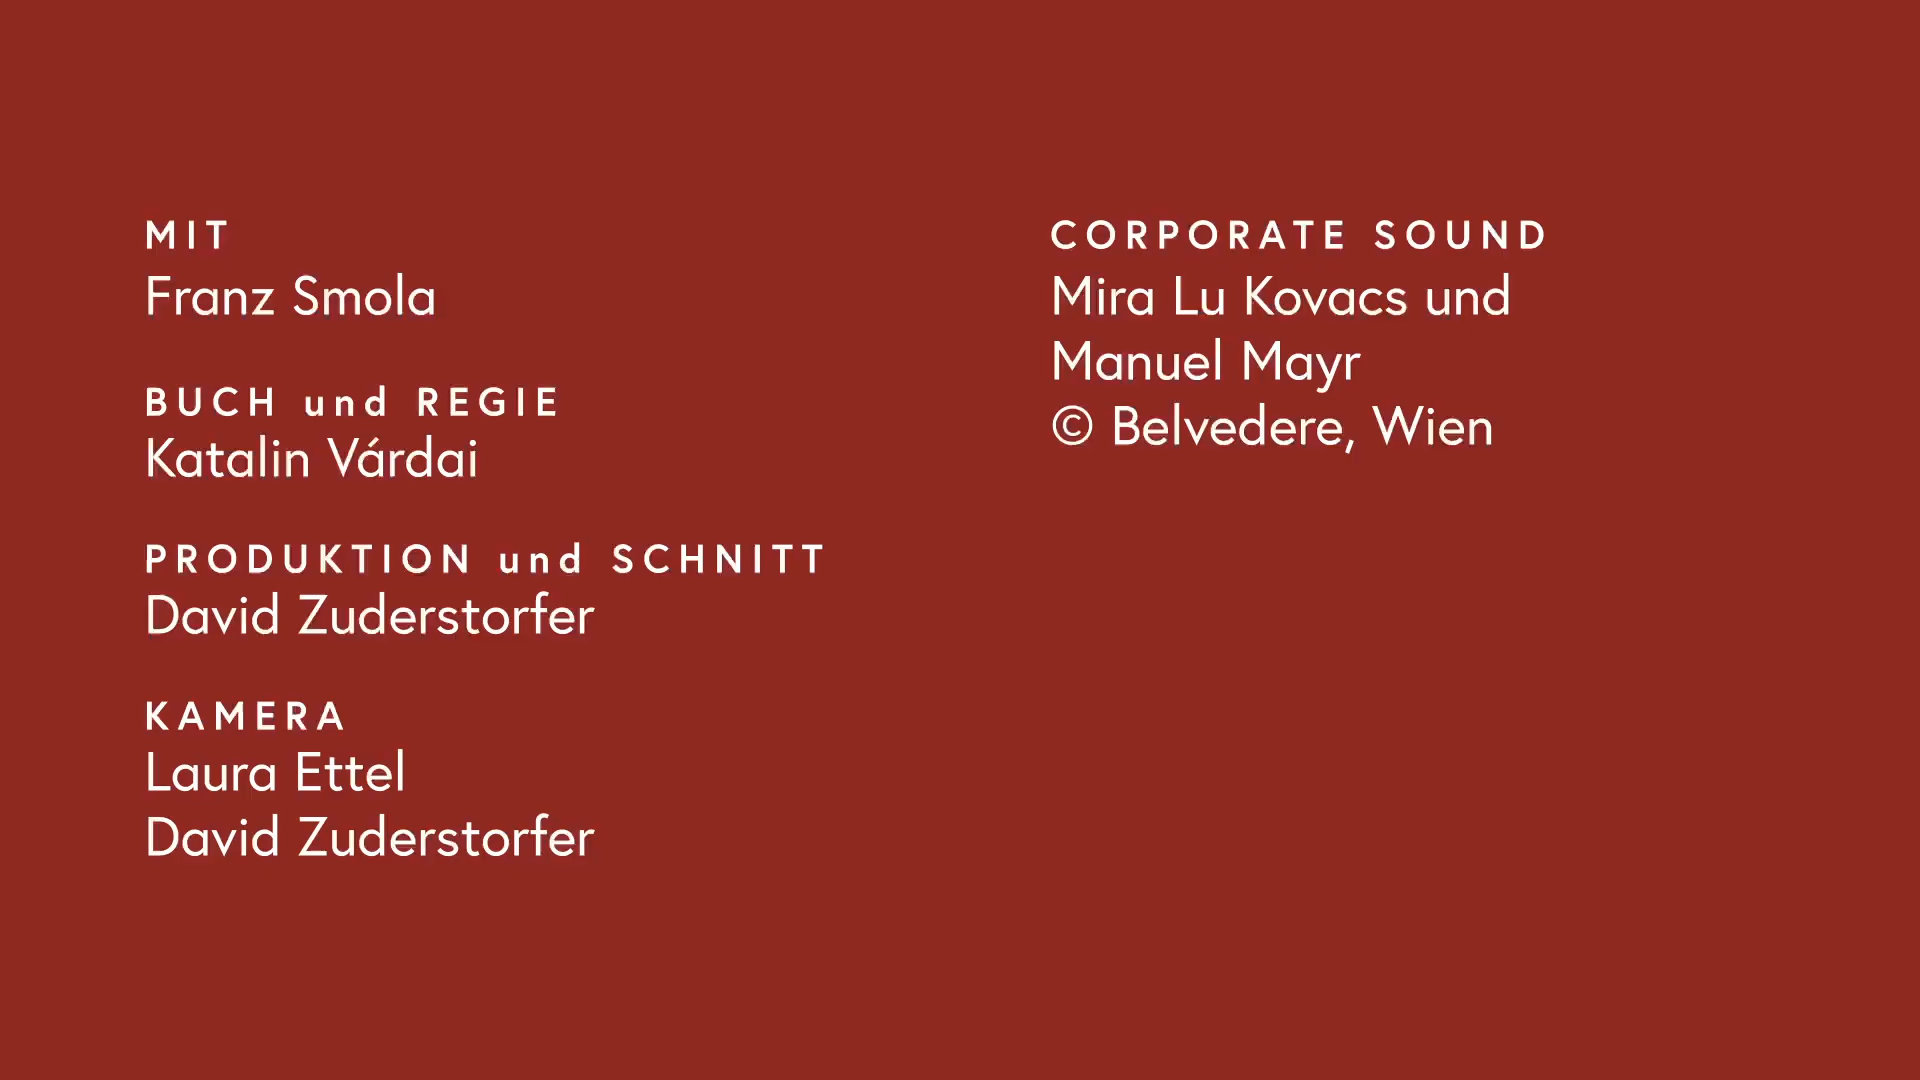 MIT
Franz Smola
BUCH und REGIE
Katalin Várdai
PRODUKTION und SCHNITT
David Zuderstorfer
KAMERA
Laura Ettel
David Zuderstorfer
CORPORATE SOUND
Mira Lu Kovacs und
Manuel Mayr
© Belvedere, Wien